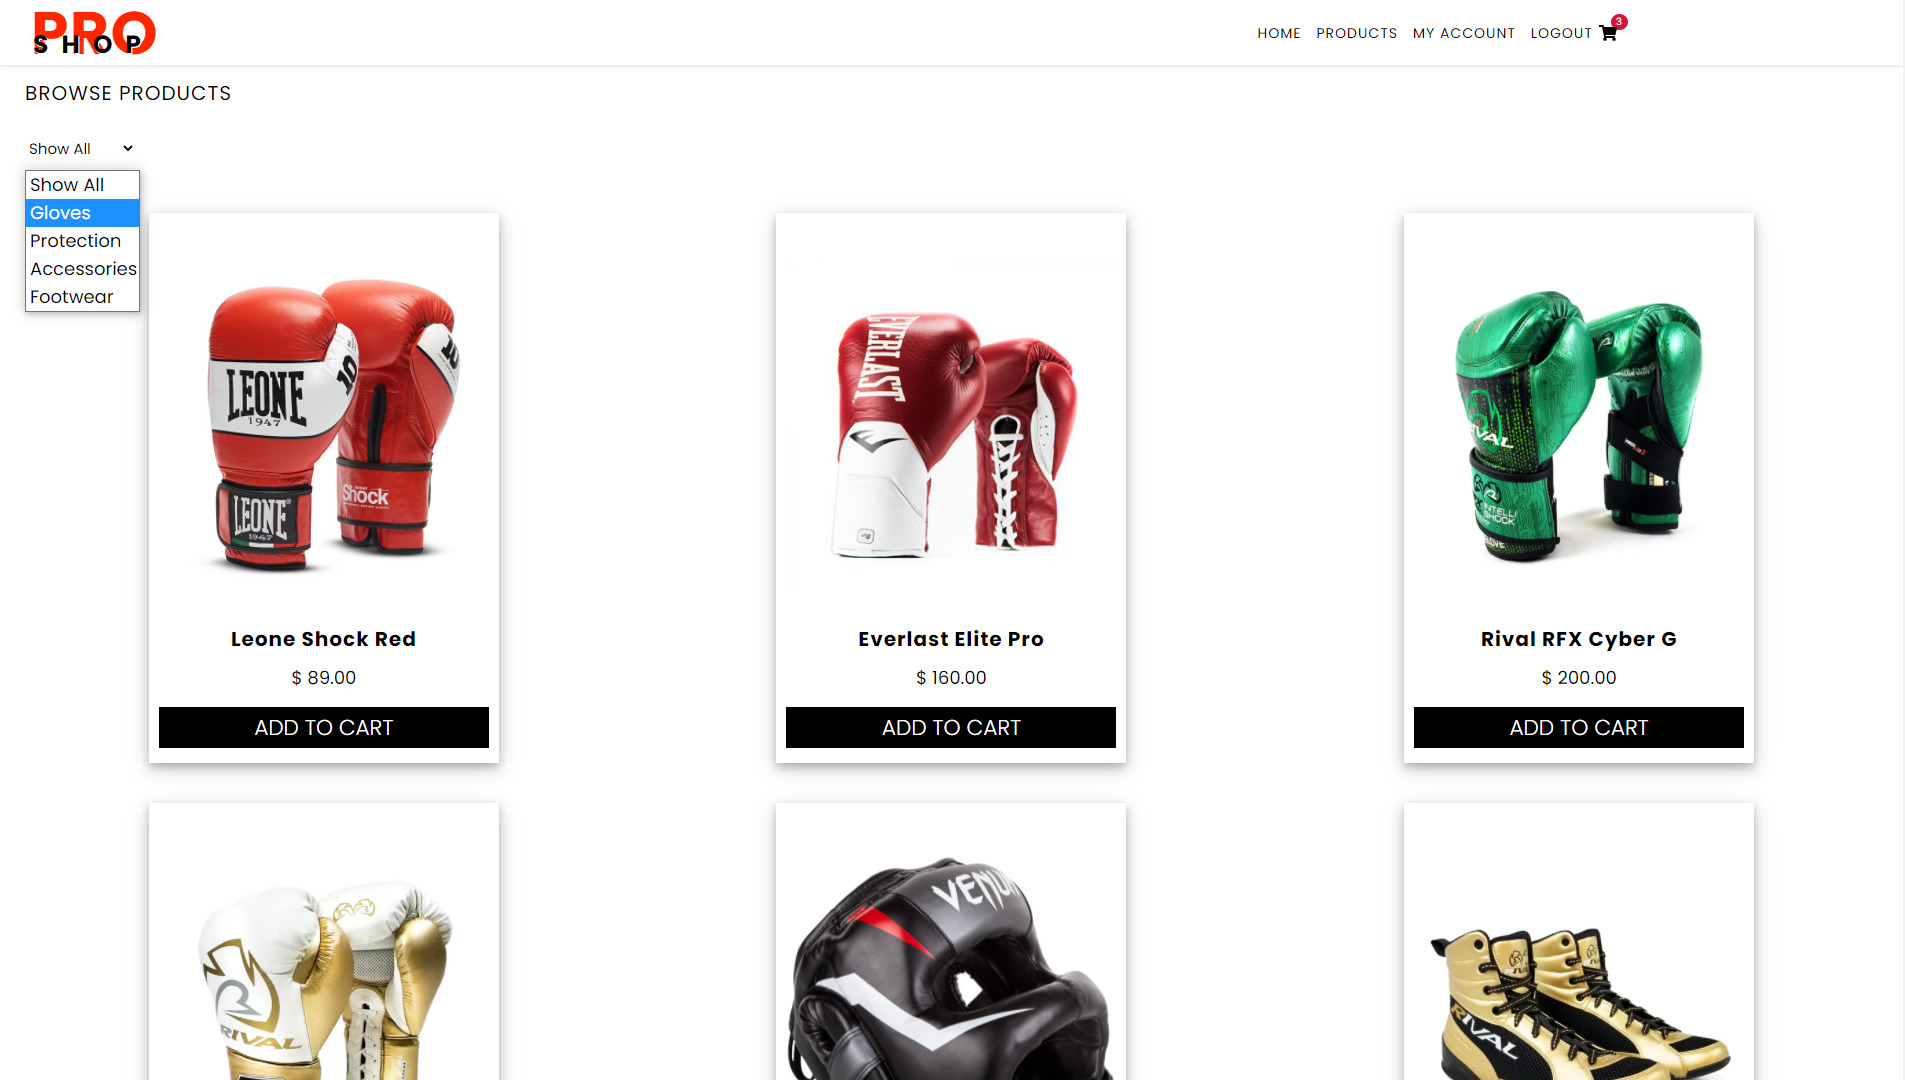 PRO
SHOP
HOME PRODUCTS MY ACCOUNT LOGOUT 3
BROWSE PRODUCTS
Show All
Show All
Gloves
Protection
Accessories
Footwear
LEONE
1947
10
10
Shock
LEONE
1947
EVERLAST
RIVAL
INTELLI
SHOCK
Leone Shock Red
$ 89.00
ADD TO CART
Everlast Elite Pro
$ 160.00
ADD TO CART
Rival RFX Cyber G
$ 200.00
ADD TO CART
RIVAL
VENUM
RIVAL